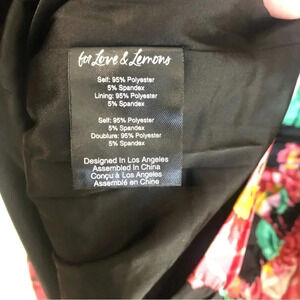 for Love & Lemons
Self: 95% Polyester
5% Spandex
Lining: 95% Polyester
5% Spandex
Self: 95% Polyester
5% Spandex
Doublure: 95% Polyester
5% Spandex
Designed In Los Angeles
Assembled In China
Conçu à Los Angeles
Assemblé en Chine